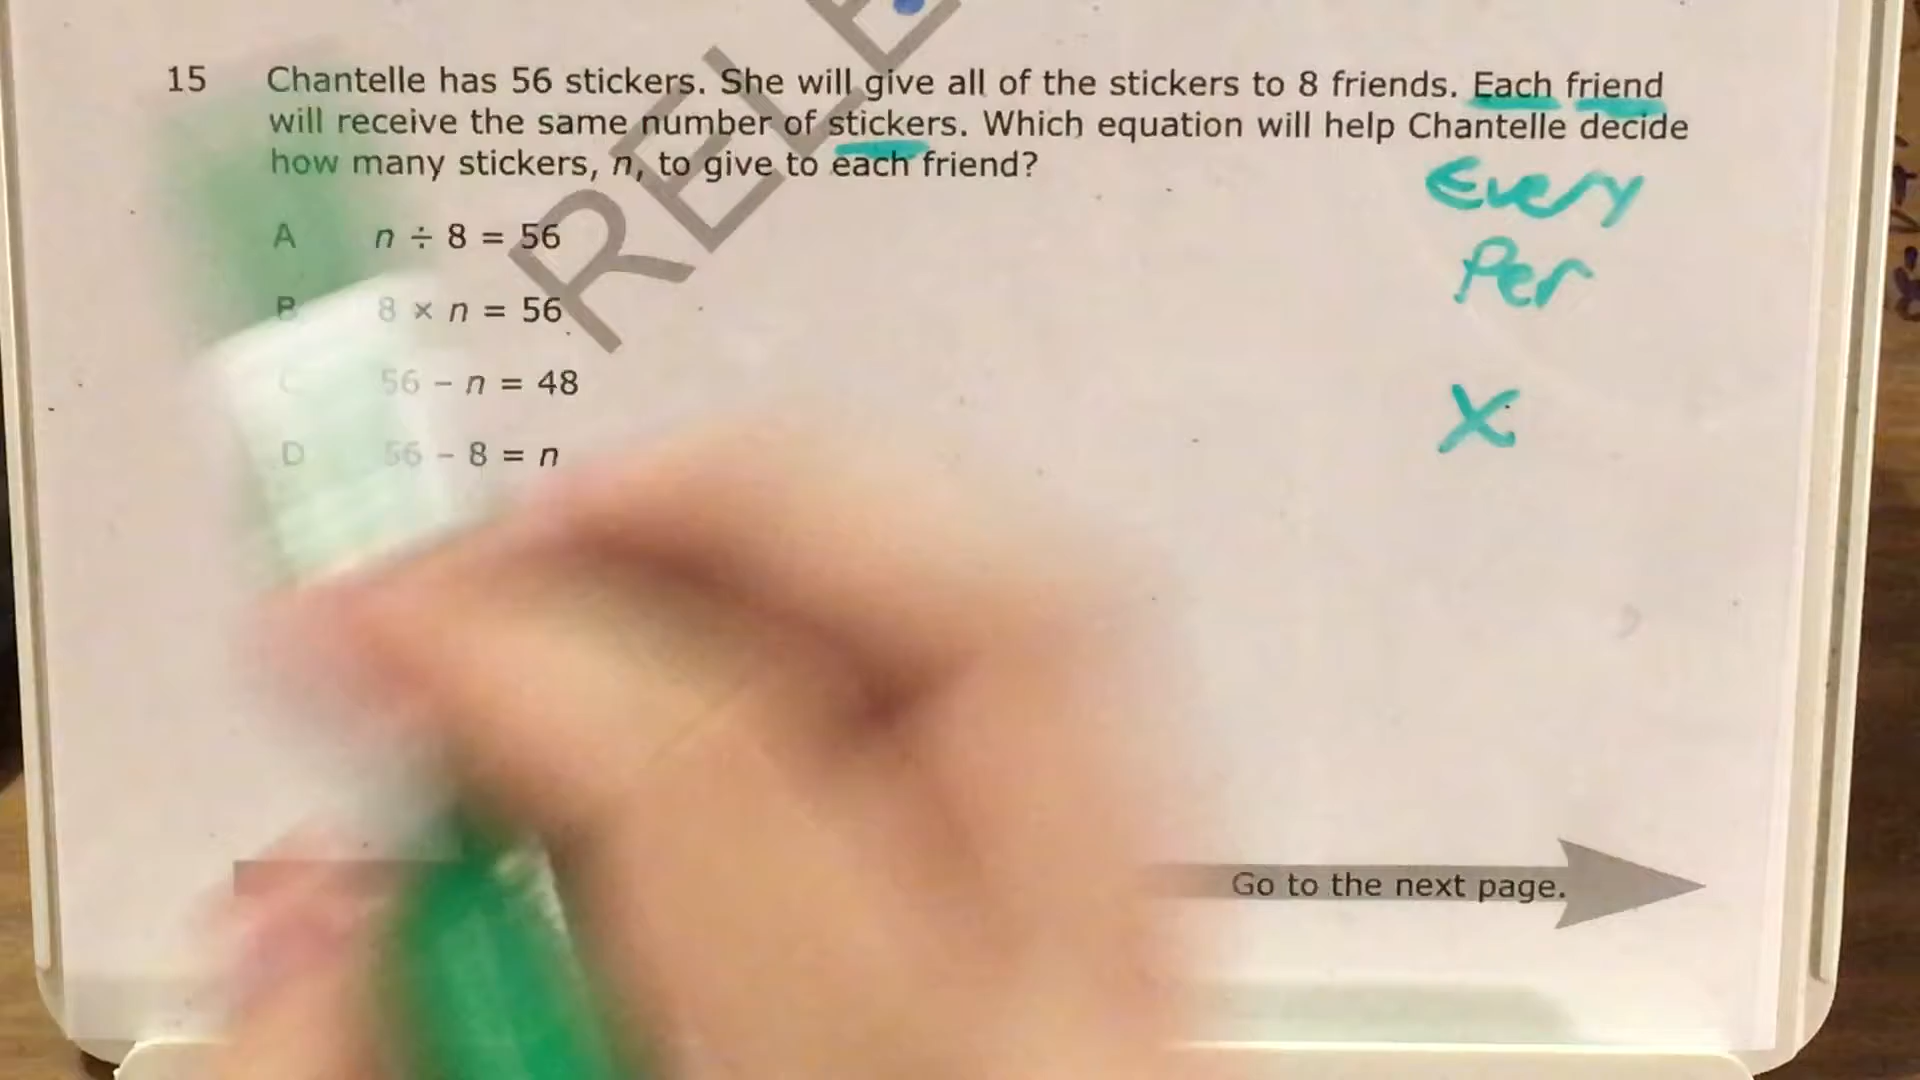 RELE
15 Chantelle has 56 stickers. She will give all of the stickers to 8 friends. Each friend
will receive the same number of stickers. Which equation will help Chantelle decide
how many stickers, n, to give to each friend?
Every
Per
A n ÷ 8 = 56
B 8 × n = 56
C 56 – n = 48
X
D 56 – 8 = n
Go to the next page.